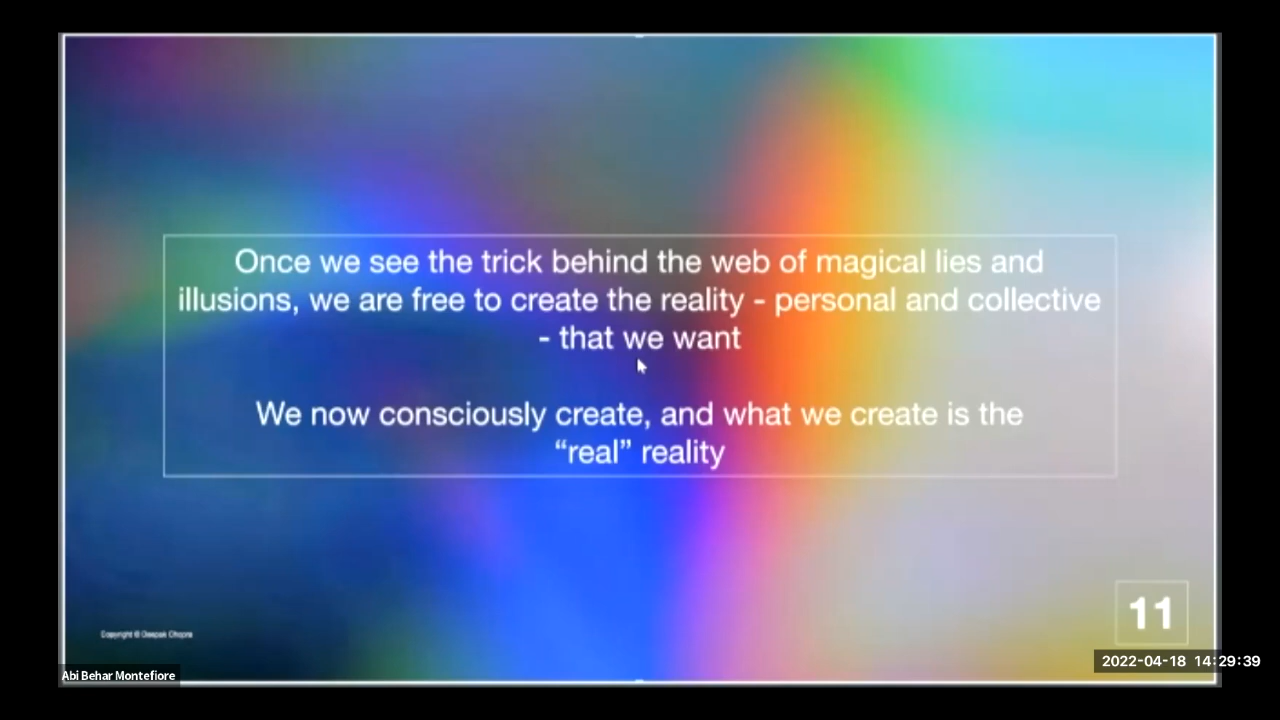 Once we see the trick behind the web of magical lies and
illusions, we are free to create the reality - personal and collective
- that we want
We now consciously create, and what we create is the
“real” reality
11
Copyright © Deepak Chopra
2022-04-18 14:29:39
Abi Behar Montefiore